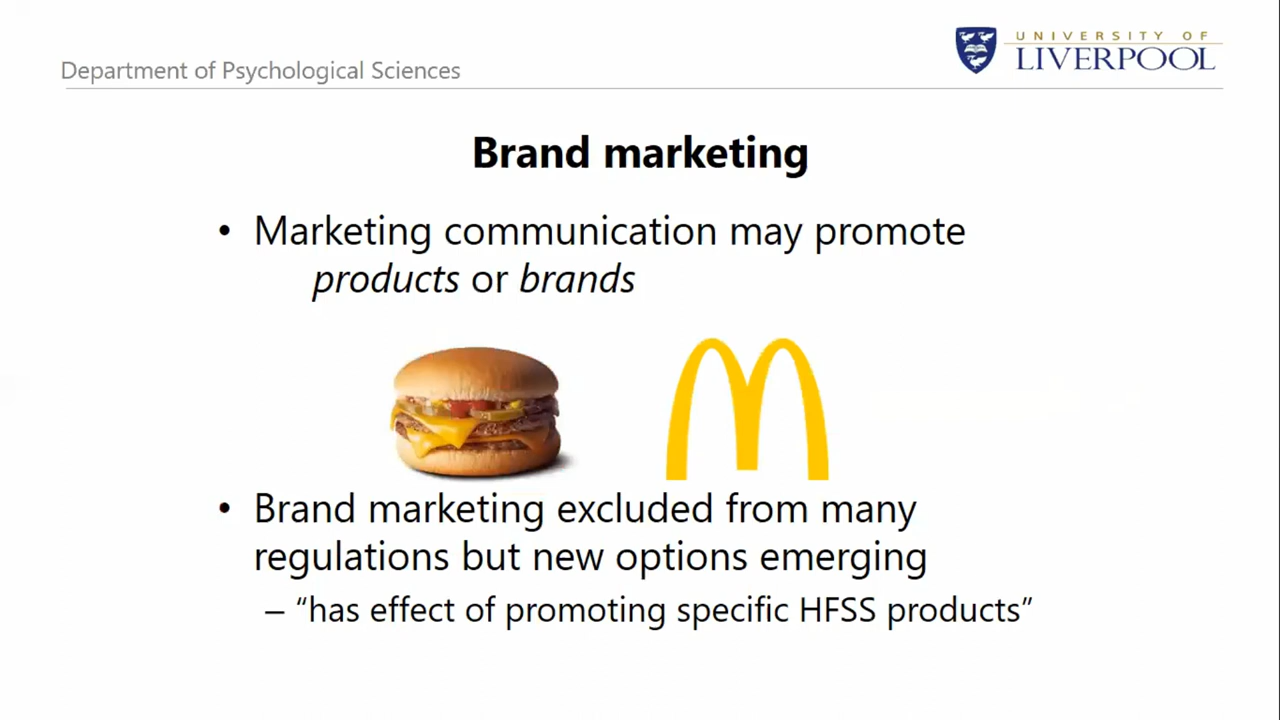 Department of Psychological Sciences
UNIVERSITY OF
LIVERPOOL
Brand marketing
• Marketing communication may promote
products or brands
• Brand marketing excluded from many
regulations but new options emerging
– “has effect of promoting specific HFSS products”